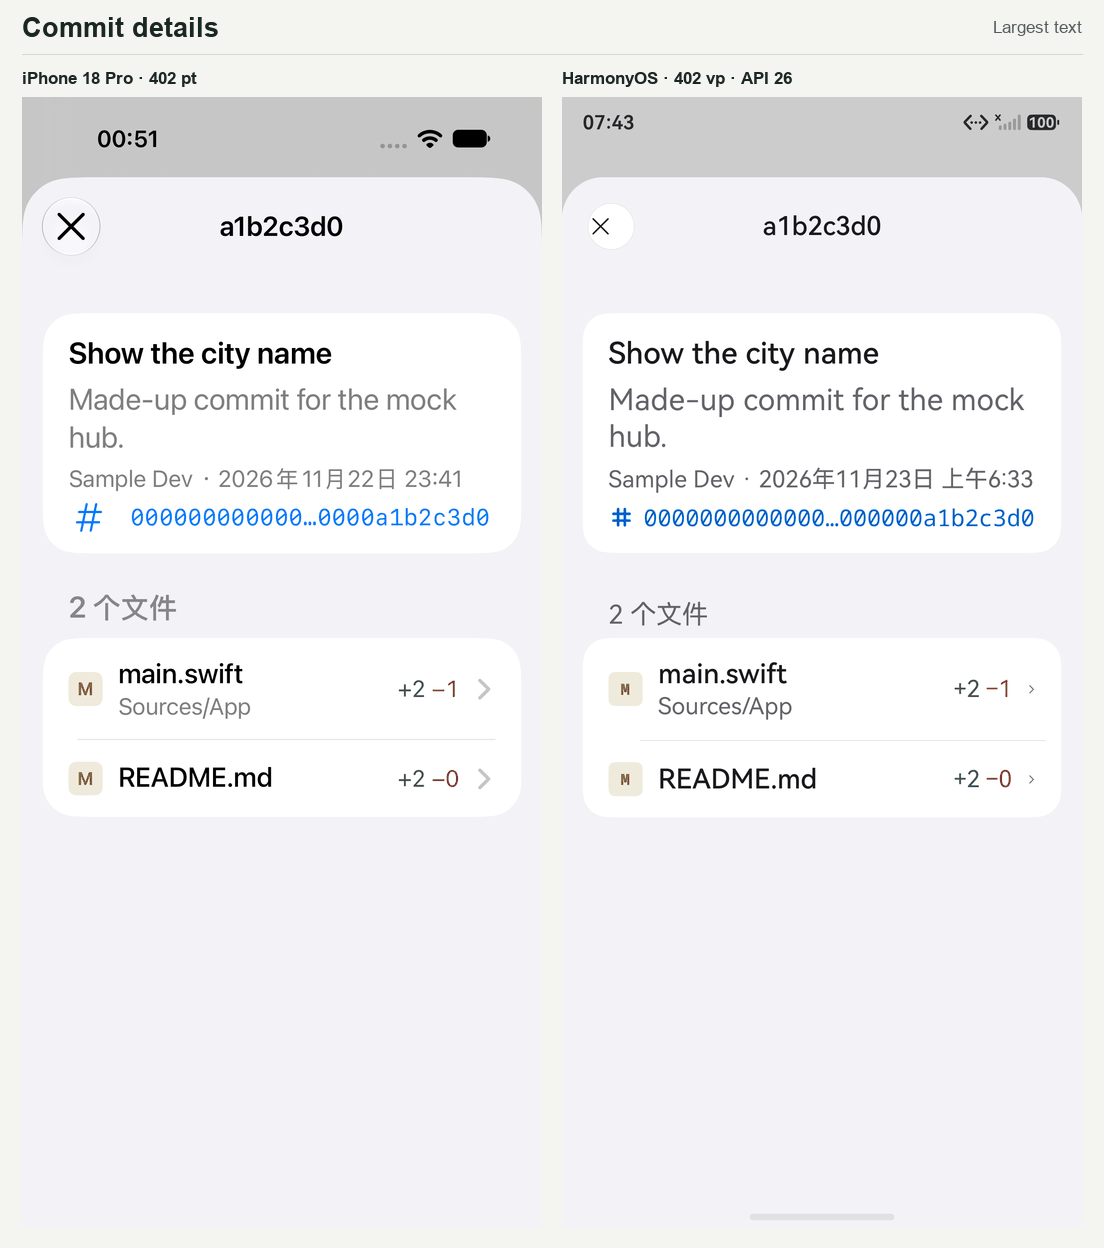 Commit details
Largest text
iPhone 18 Pro · 402 pt
00:51
a1b2c3d0
Show the city name
Made-up commit for the mock
hub.
Sample Dev · 2026年11月22日 23:41
# 000000000000…0000a1b2c3d0
2 个文件
M main.swift +2 −1
Sources/App
M README.md +2 −0
HarmonyOS · 402 vp · API 26
07:43
100
a1b2c3d0
Show the city name
Made-up commit for the mock
hub.
Sample Dev · 2026年11月23日 上午6:33
# 0000000000000…000000a1b2c3d0
2 个文件
M main.swift +2 −1
Sources/App
M README.md +2 −0